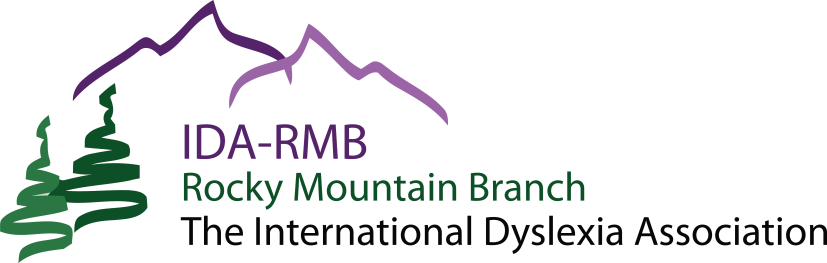 IDA-RMB
Rocky Mountain Branch
The International Dyslexia Association